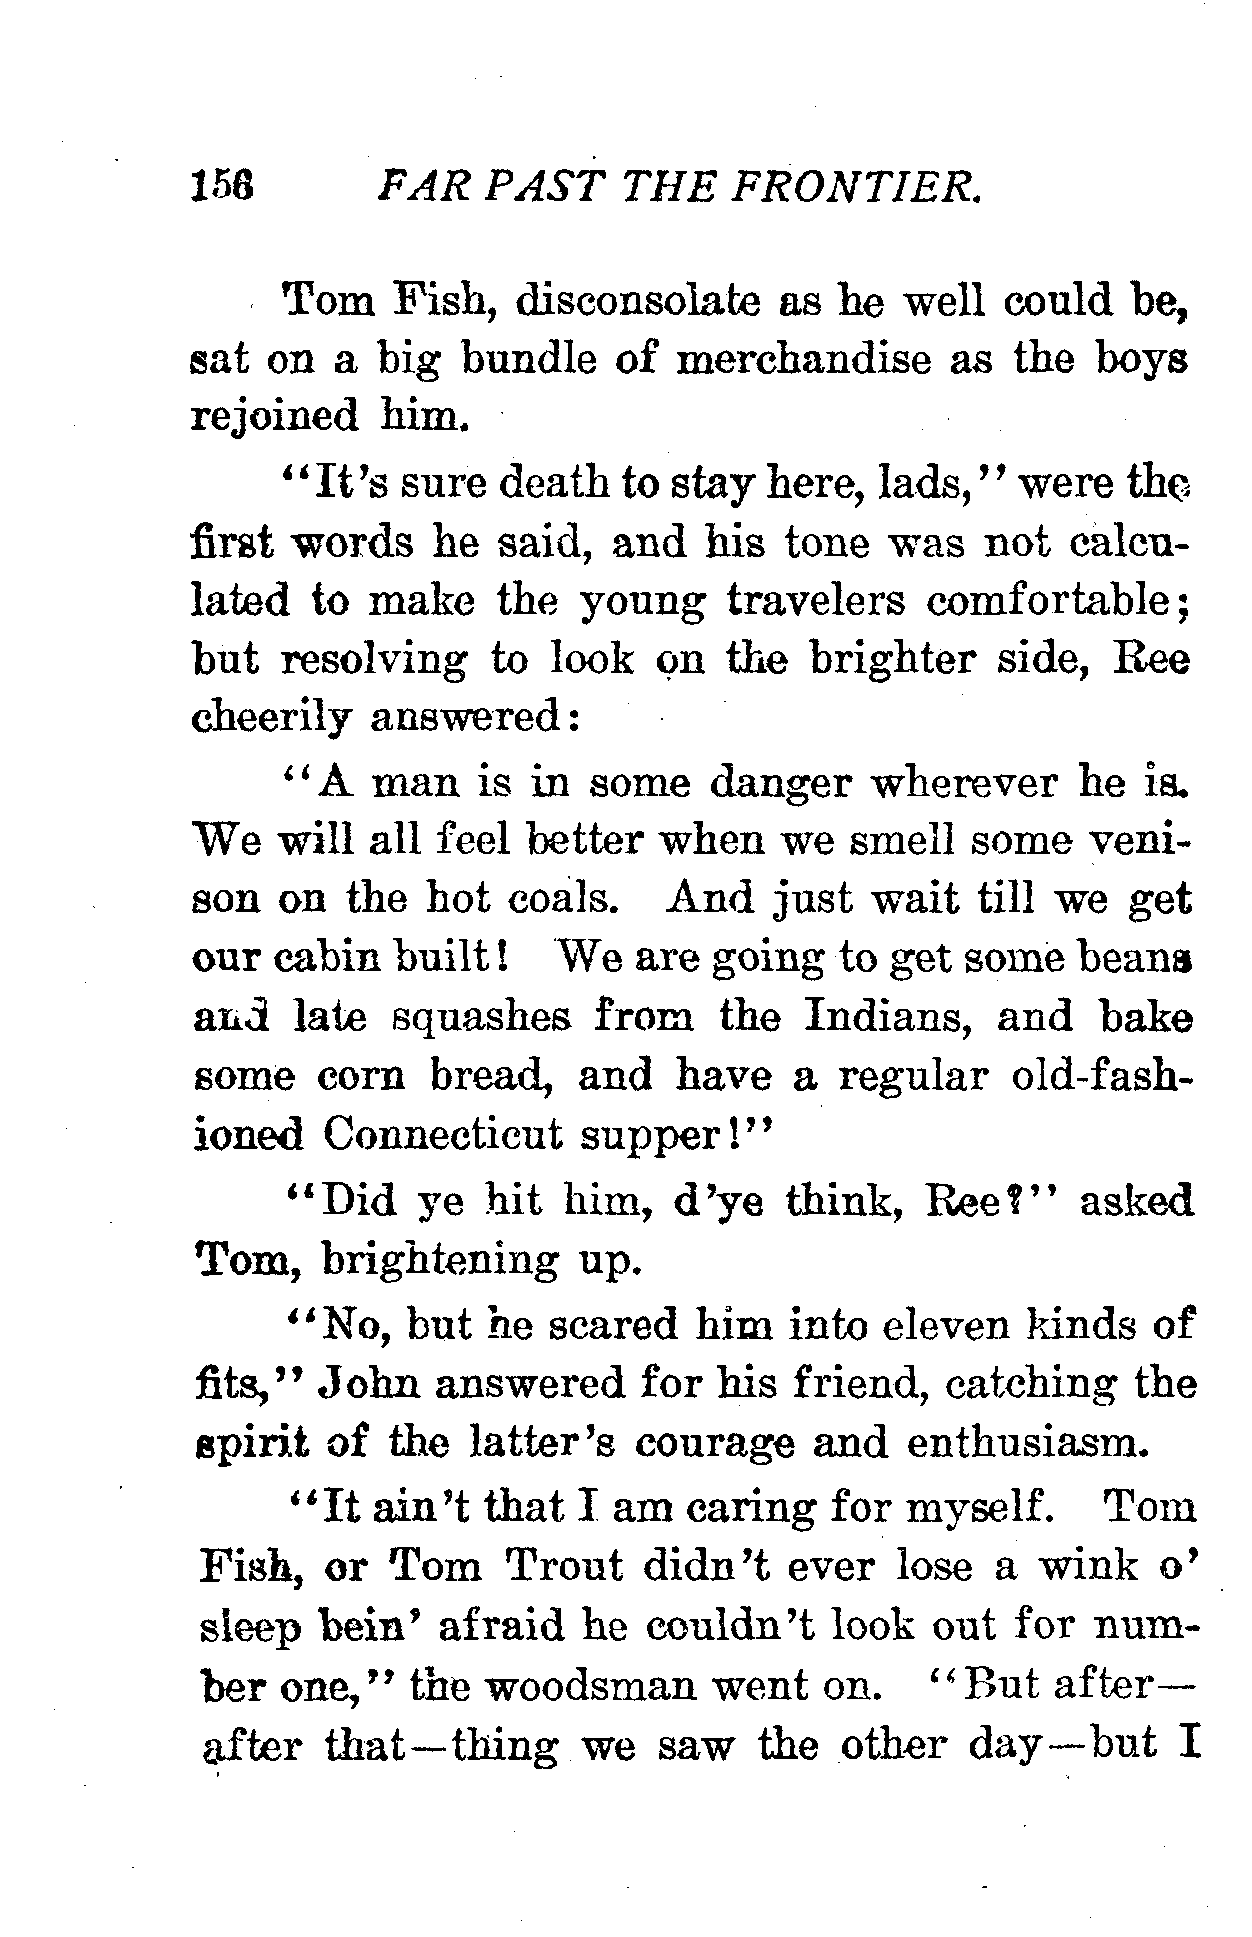 156 FAR PAST THE FRONTIER.
Tom Fish, disconsolate as he well could be,
sat on a big bundle of merchandise as the boys
rejoined him.
"It's sure death to stay here, lads," were the
first words he said, and his tone was not calcu-
lated to make the young travelers comfortable;
but resolving to look on the brighter side, Ree
cheerily answered:
"A man is in some danger wherever he is.
We will all feel better when we smell some veni-
son on the hot coals. And just wait till we get
our cabin built! We are going to get some beans
and late squashes from the Indians, and bake
some corn bread, and have a regular old-fash-
ioned Connecticut supper!"
"Did ye hit him, d'ye think, Ree?" asked
Tom, brightening up.
"No, but he scared him into eleven kinds of
fits," John answered for his friend, catching the
spirit of the latter's courage and enthusiasm.
"It ain't that I am caring for myself. Tom
Fish, or Tom Trout didn't ever lose a wink o'
sleep bein' afraid he couldn't look out for num-
ber one," the woodsman went on. "But after—
after that—thing we saw the other day—but I